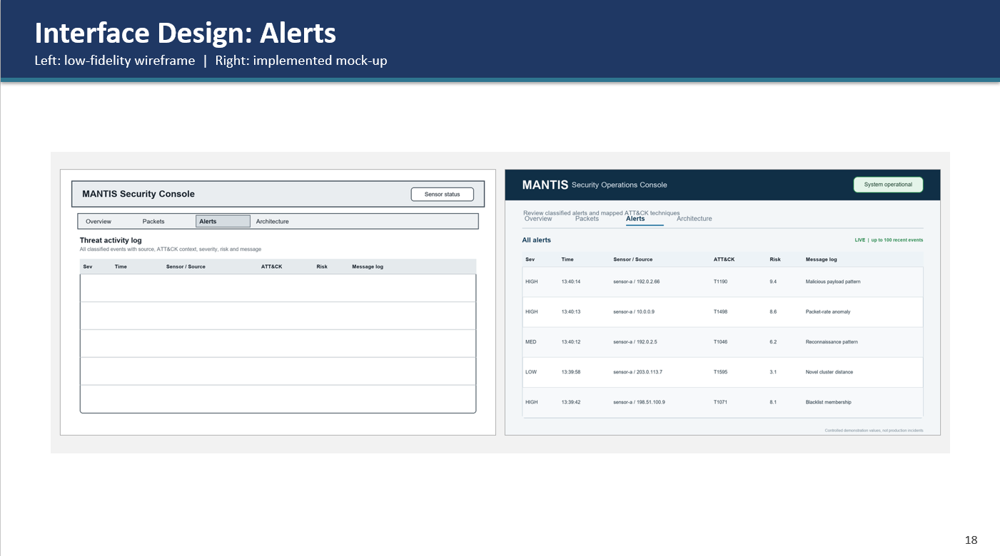 Interface Design: Alerts
Left: low-fidelity wireframe | Right: implemented mock-up
MANTIS Security Console
Sensor status
Overview Packets Alerts Architecture
Threat activity log
All classified events with source, ATT&CK context, severity, risk and message
Sev Time Sensor / Source ATT&CK Risk Message log
MANTIS Security Operations Console
System operational
Review classified alerts and mapped ATT&CK techniques
Overview Packets Alerts Architecture
All alerts
LIVE | up to 100 recent events
Sev Time Sensor / Source ATT&CK Risk Message log
HIGH 13:40:14 sensor-a / 192.0.2.66 T1190 9.4 Malicious payload pattern
HIGH 13:40:13 sensor-a / 10.0.0.9 T1498 8.6 Packet-rate anomaly
MED 13:40:12 sensor-a / 192.0.2.5 T1046 6.2 Reconnaissance pattern
LOW 13:39:58 sensor-a / 203.0.113.7 T1595 3.1 Novel cluster distance
HIGH 13:39:42 sensor-a / 198.51.100.9 T1071 8.1 Blacklist membership
Controlled demonstration values, not production incidents
18